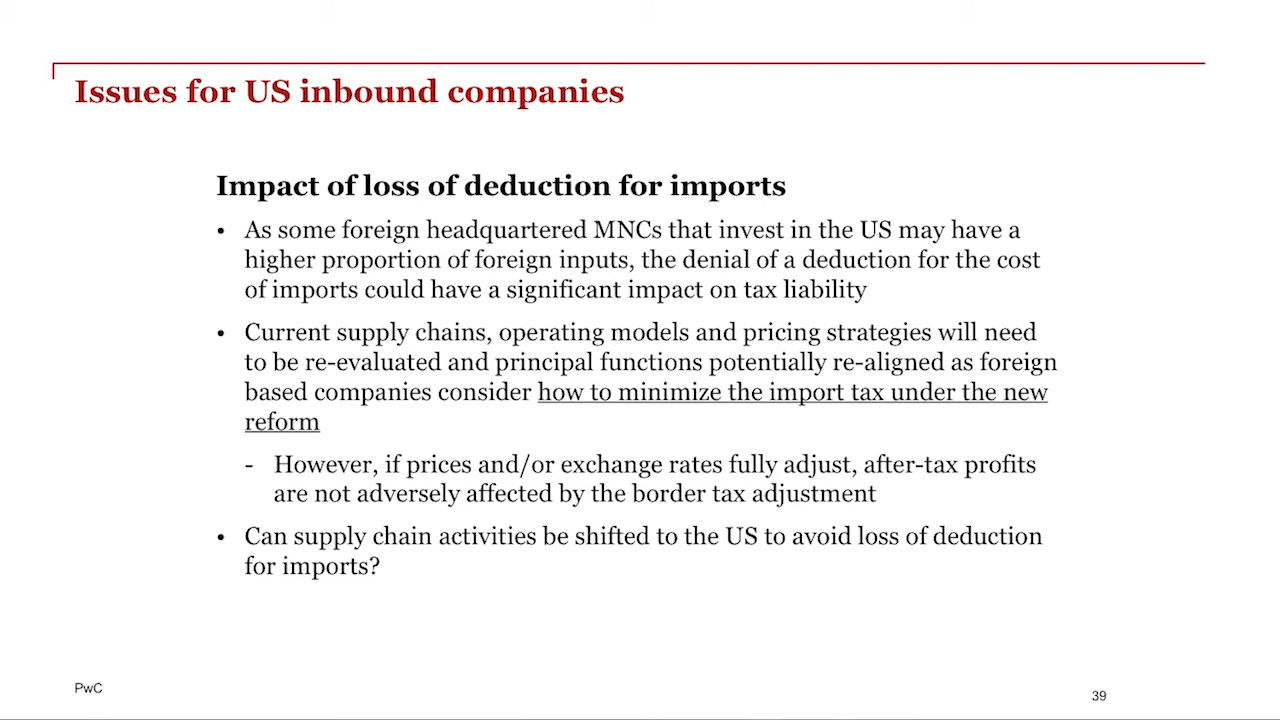 Issues for US inbound companies
Impact of loss of deduction for imports
• As some foreign headquartered MNCs that invest in the US may have a
higher proportion of foreign inputs, the denial of a deduction for the cost
of imports could have a significant impact on tax liability
• Current supply chains, operating models and pricing strategies will need
to be re-evaluated and principal functions potentially re-aligned as foreign
based companies consider how to minimize the import tax under the new
reform
- However, if prices and/or exchange rates fully adjust, after-tax profits
are not adversely affected by the border tax adjustment
• Can supply chain activities be shifted to the US to avoid loss of deduction
for imports?
PwC
39